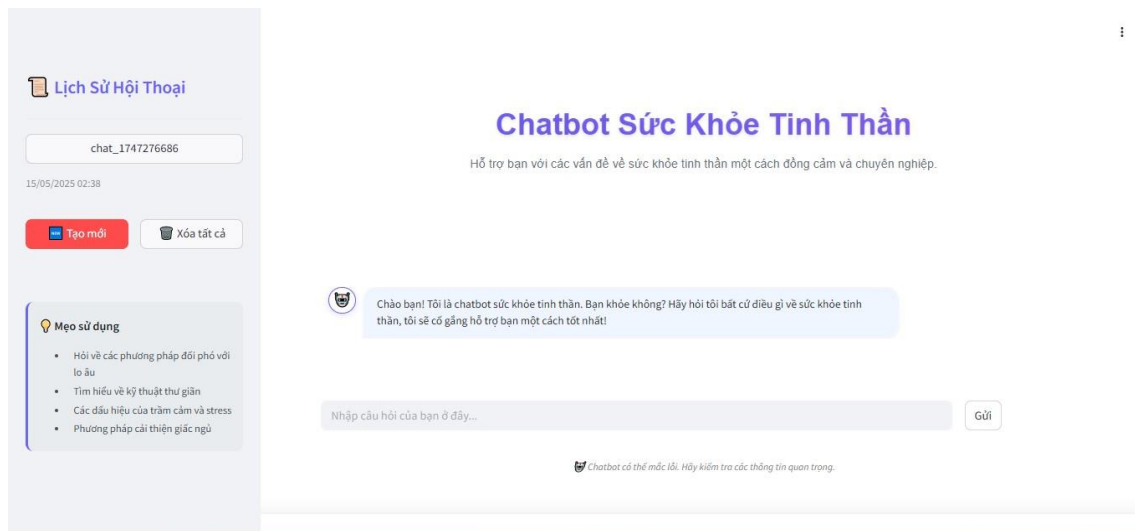 Lịch Sử Hội Thoại
chat_1747276686
15/05/2025 02:38
NEW Tạo mới
Xóa tất cả
Mẹo sử dụng
Hỏi về các phương pháp đối phó với
lo âu
Tìm hiểu về kỹ thuật thư giãn
Các dấu hiệu của trầm cảm và stress
Phương pháp cải thiện giấc ngủ
Chatbot Sức Khỏe Tinh Thần
Hỗ trợ bạn với các vấn đề về sức khỏe tinh thần một cách đồng cảm và chuyên nghiệp.
Chào bạn! Tôi là chatbot sức khỏe tinh thần. Bạn khỏe không? Hãy hỏi tôi bất cứ điều gì về sức khỏe tinh
thần, tôi sẽ cố gắng hỗ trợ bạn một cách tốt nhất!
Nhập câu hỏi của bạn ở đây...
Gửi
Chatbot có thể mắc lỗi. Hãy kiểm tra các thông tin quan trọng.